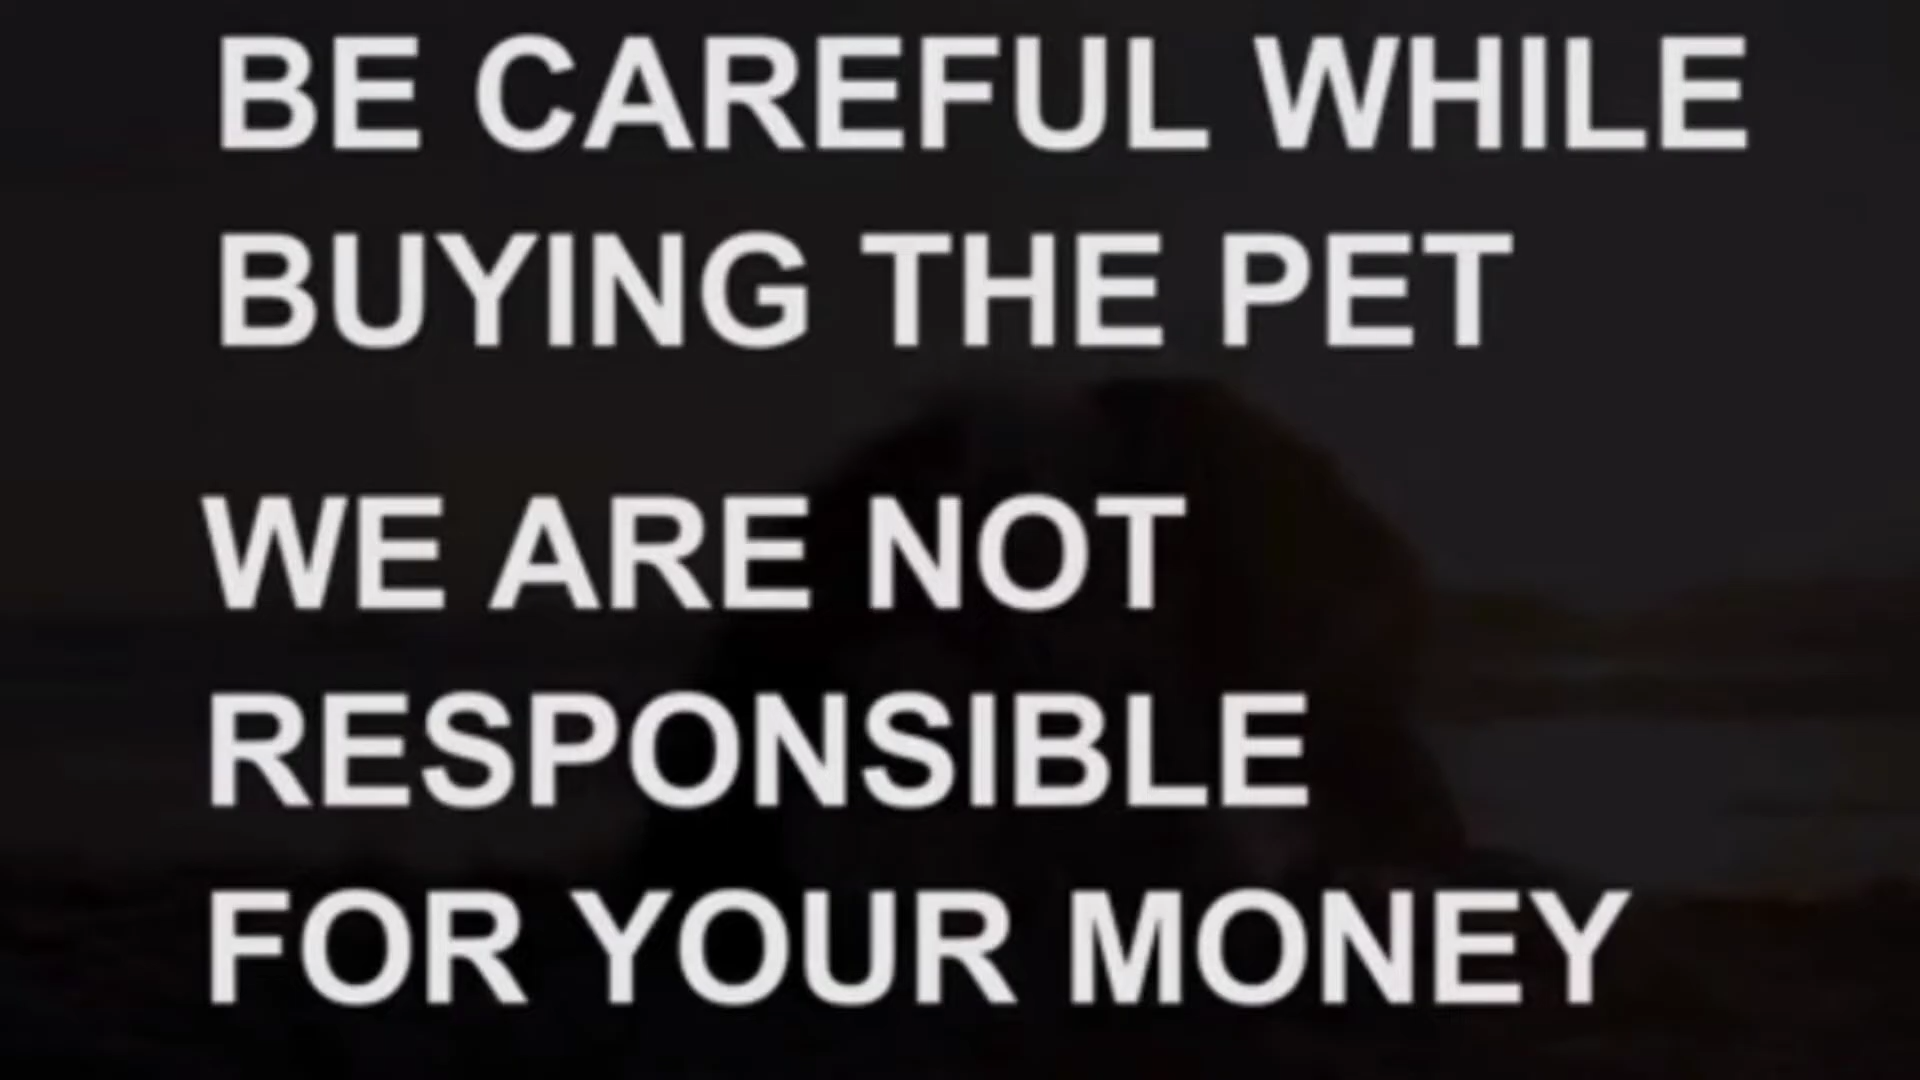 BE CAREFUL WHILE
BUYING THE PET
WE ARE NOT
RESPONSIBLE
FOR YOUR MONEY